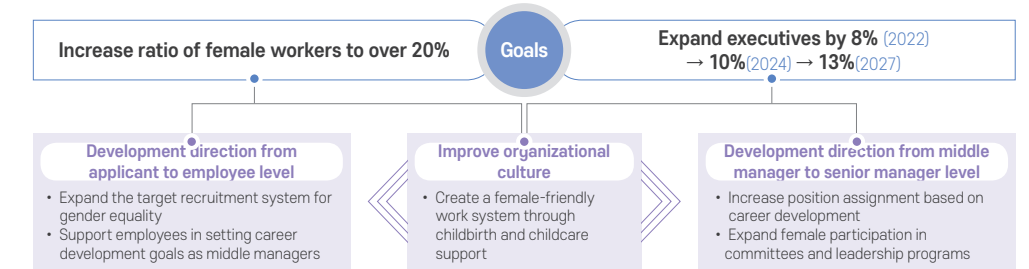 Increase ratio of female workers to over 20%
Goals
Expand executives by 8% (2022)
→ 10%(2024) → 13%(2027)
Development direction from
applicant to employee level
• Expand the target recruitment system for
gender equality
• Support employees in setting career
development goals as middle managers
Improve organizational
culture
• Create a female-friendly
work system through
childbirth and childcare
support
Development direction from middle
manager to senior manager level
• Increase position assignment based on
career development
• Expand female participation in
committees and leadership programs